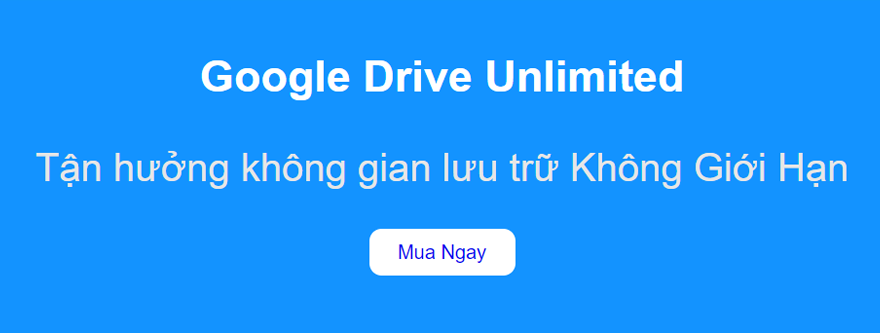 Google Drive Unlimited
Tận hưởng không gian lưu trữ Không Giới Hạn
Mua Ngay